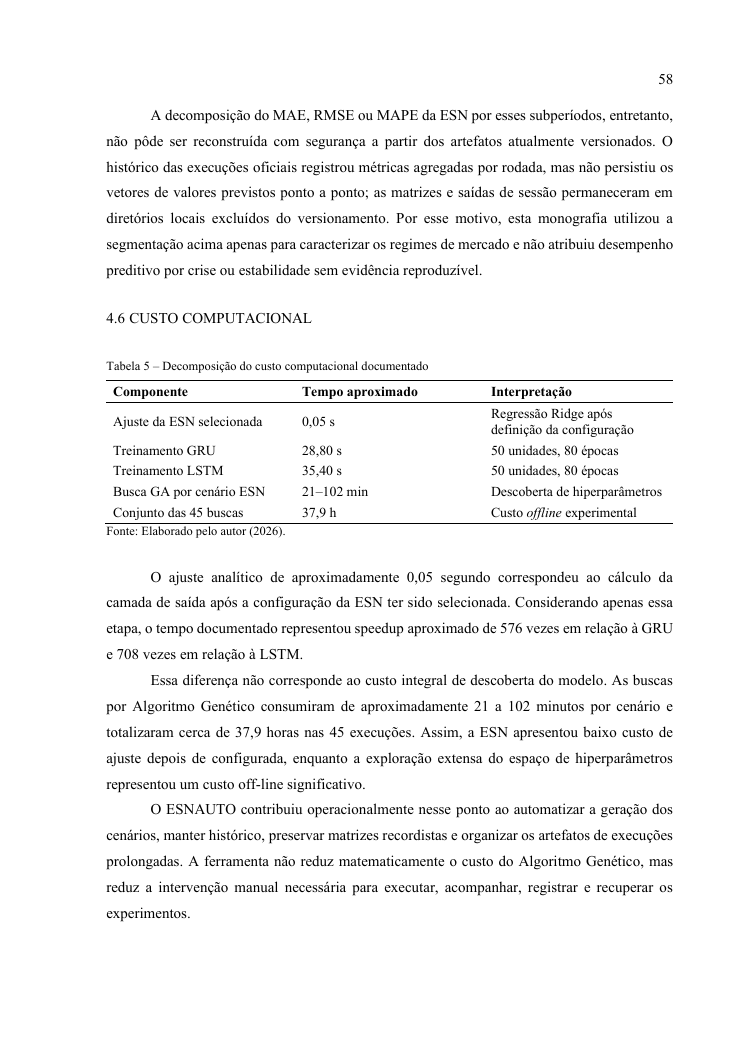 58
A decomposição do MAE, RMSE ou MAPE da ESN por esses subperíodos, entretanto,
não pôde ser reconstruída com segurança a partir dos artefatos atualmente versionados. O
histórico das execuções oficiais registrou métricas agregadas por rodada, mas não persistiu os
vetores de valores previstos ponto a ponto; as matrizes e saídas de sessão permaneceram em
diretórios locais excluídos do versionamento. Por esse motivo, esta monografia utilizou a
segmentação acima apenas para caracterizar os regimes de mercado e não atribuiu desempenho
preditivo por crise ou estabilidade sem evidência reproduzível.
4.6 CUSTO COMPUTACIONAL
Tabela 5 – Decomposição do custo computacional documentado
Componente Tempo aproximado Interpretação
Ajuste da ESN selecionada 0,05 s Regressão Ridge após
definição da configuração
Treinamento GRU 28,80 s 50 unidades, 80 épocas
Treinamento LSTM 35,40 s 50 unidades, 80 épocas
Busca GA por cenário ESN 21–102 min Descoberta de hiperparâmetros
Conjunto das 45 buscas 37,9 h Custo offline experimental
Fonte: Elaborado pelo autor (2026).
O ajuste analítico de aproximadamente 0,05 segundo correspondeu ao cálculo da
camada de saída após a configuração da ESN ter sido selecionada. Considerando apenas essa
etapa, o tempo documentado representou speedup aproximado de 576 vezes em relação à GRU
e 708 vezes em relação à LSTM.
Essa diferença não corresponde ao custo integral de descoberta do modelo. As buscas
por Algoritmo Genético consumiram de aproximadamente 21 a 102 minutos por cenário e
totalizaram cerca de 37,9 horas nas 45 execuções. Assim, a ESN apresentou baixo custo de
ajuste depois de configurada, enquanto a exploração extensa do espaço de hiperparâmetros
representou um custo off-line significativo.
O ESNAUTO contribuiu operacionalmente nesse ponto ao automatizar a geração dos
cenários, manter histórico, preservar matrizes recordistas e organizar os artefatos de execuções
prolongadas. A ferramenta não reduz matematicamente o custo do Algoritmo Genético, mas
reduz a intervenção manual necessária para executar, acompanhar, registrar e recuperar os
experimentos.